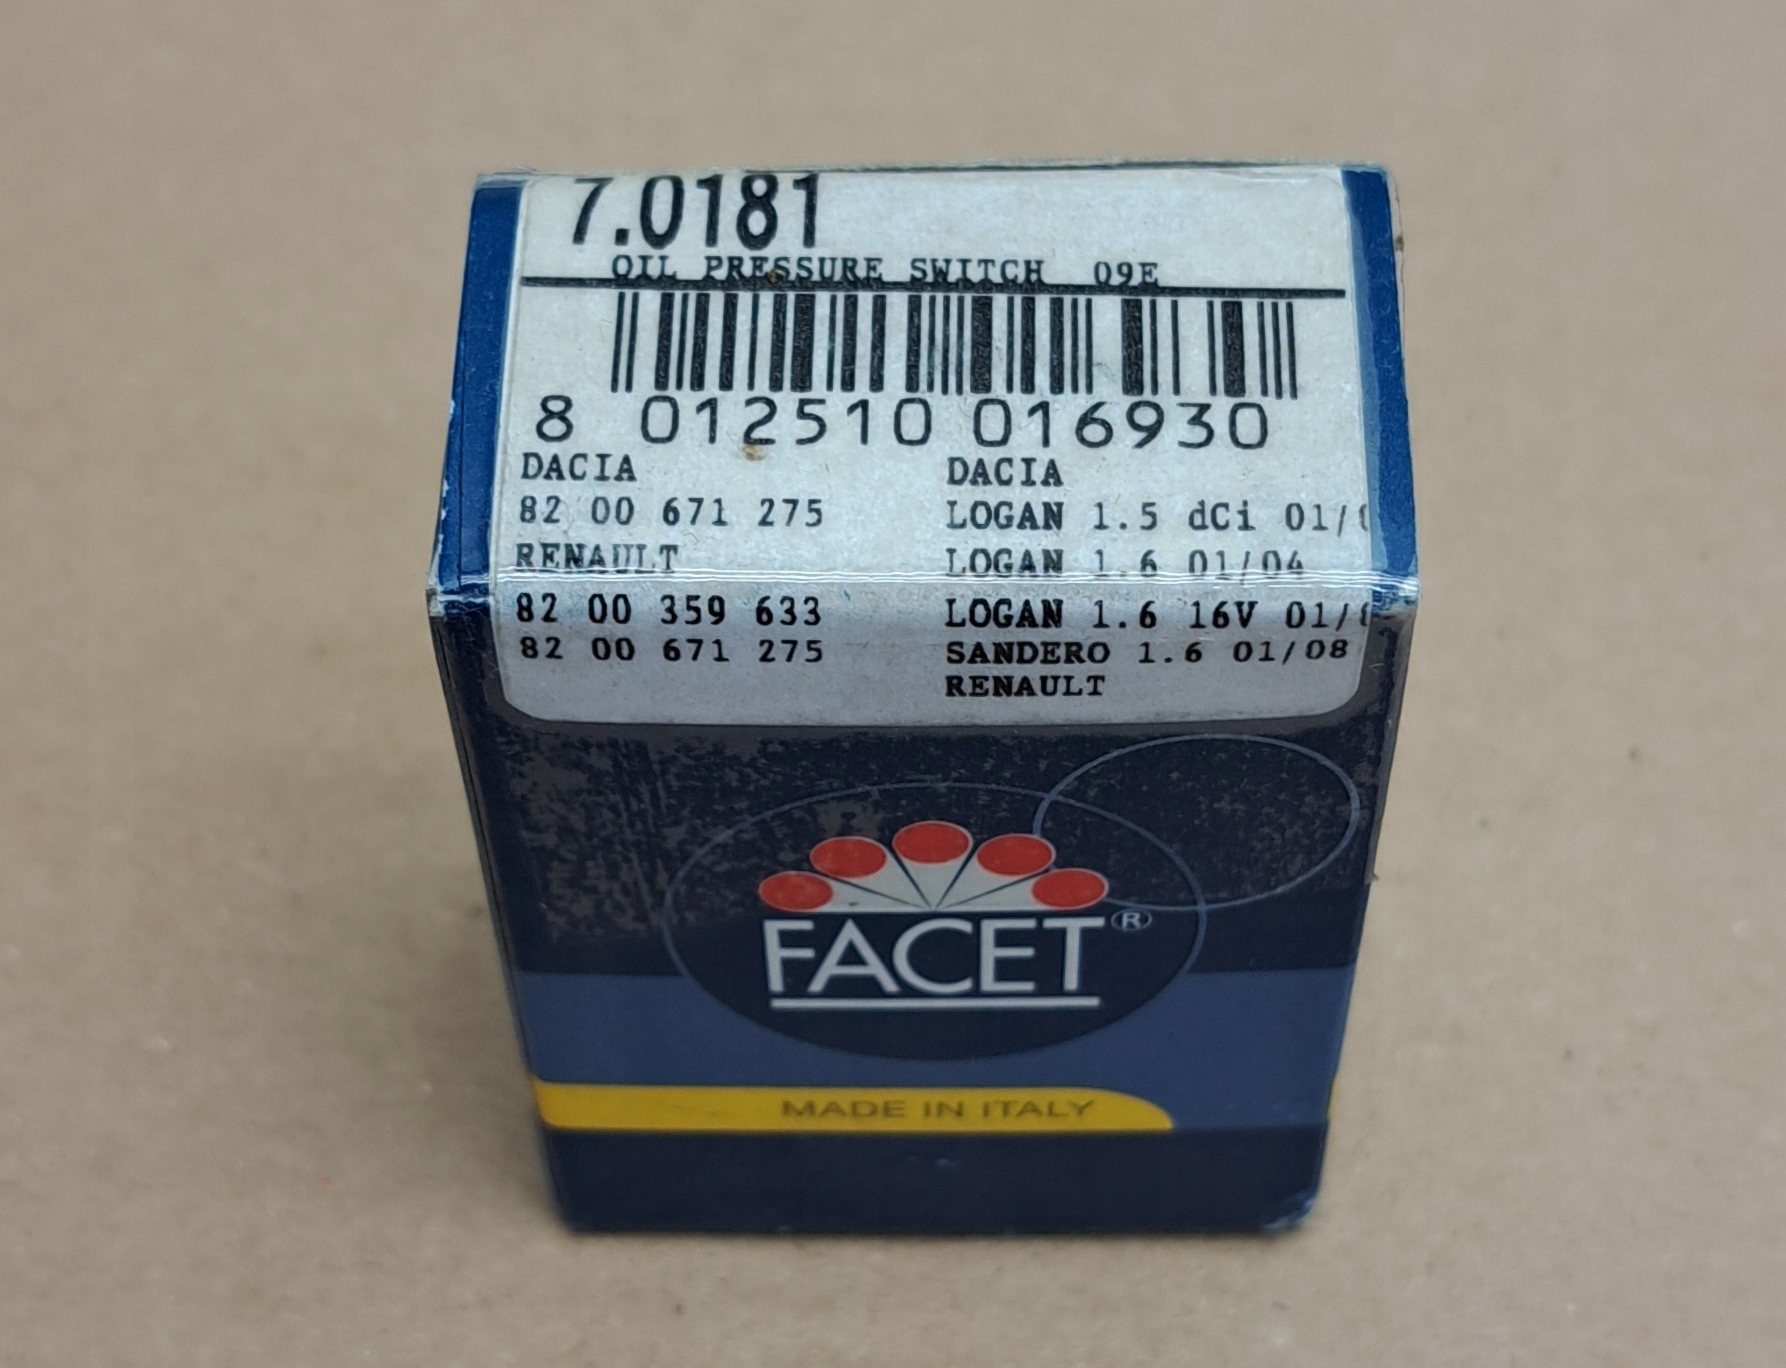 7.0181
OIL PRESSURE SWITCH 09E
8 012510 016930
DACIA
82 00 671 275
RENAULT
82 00 359 633
82 00 671 275
DACIA
LOGAN 1.5 dCi 01/
LOGAN 1.6 01/04
LOGAN 1.6 16V 01/
SANDERO 1.6 01/08
RENAULT
FACET®
MADE IN ITALY